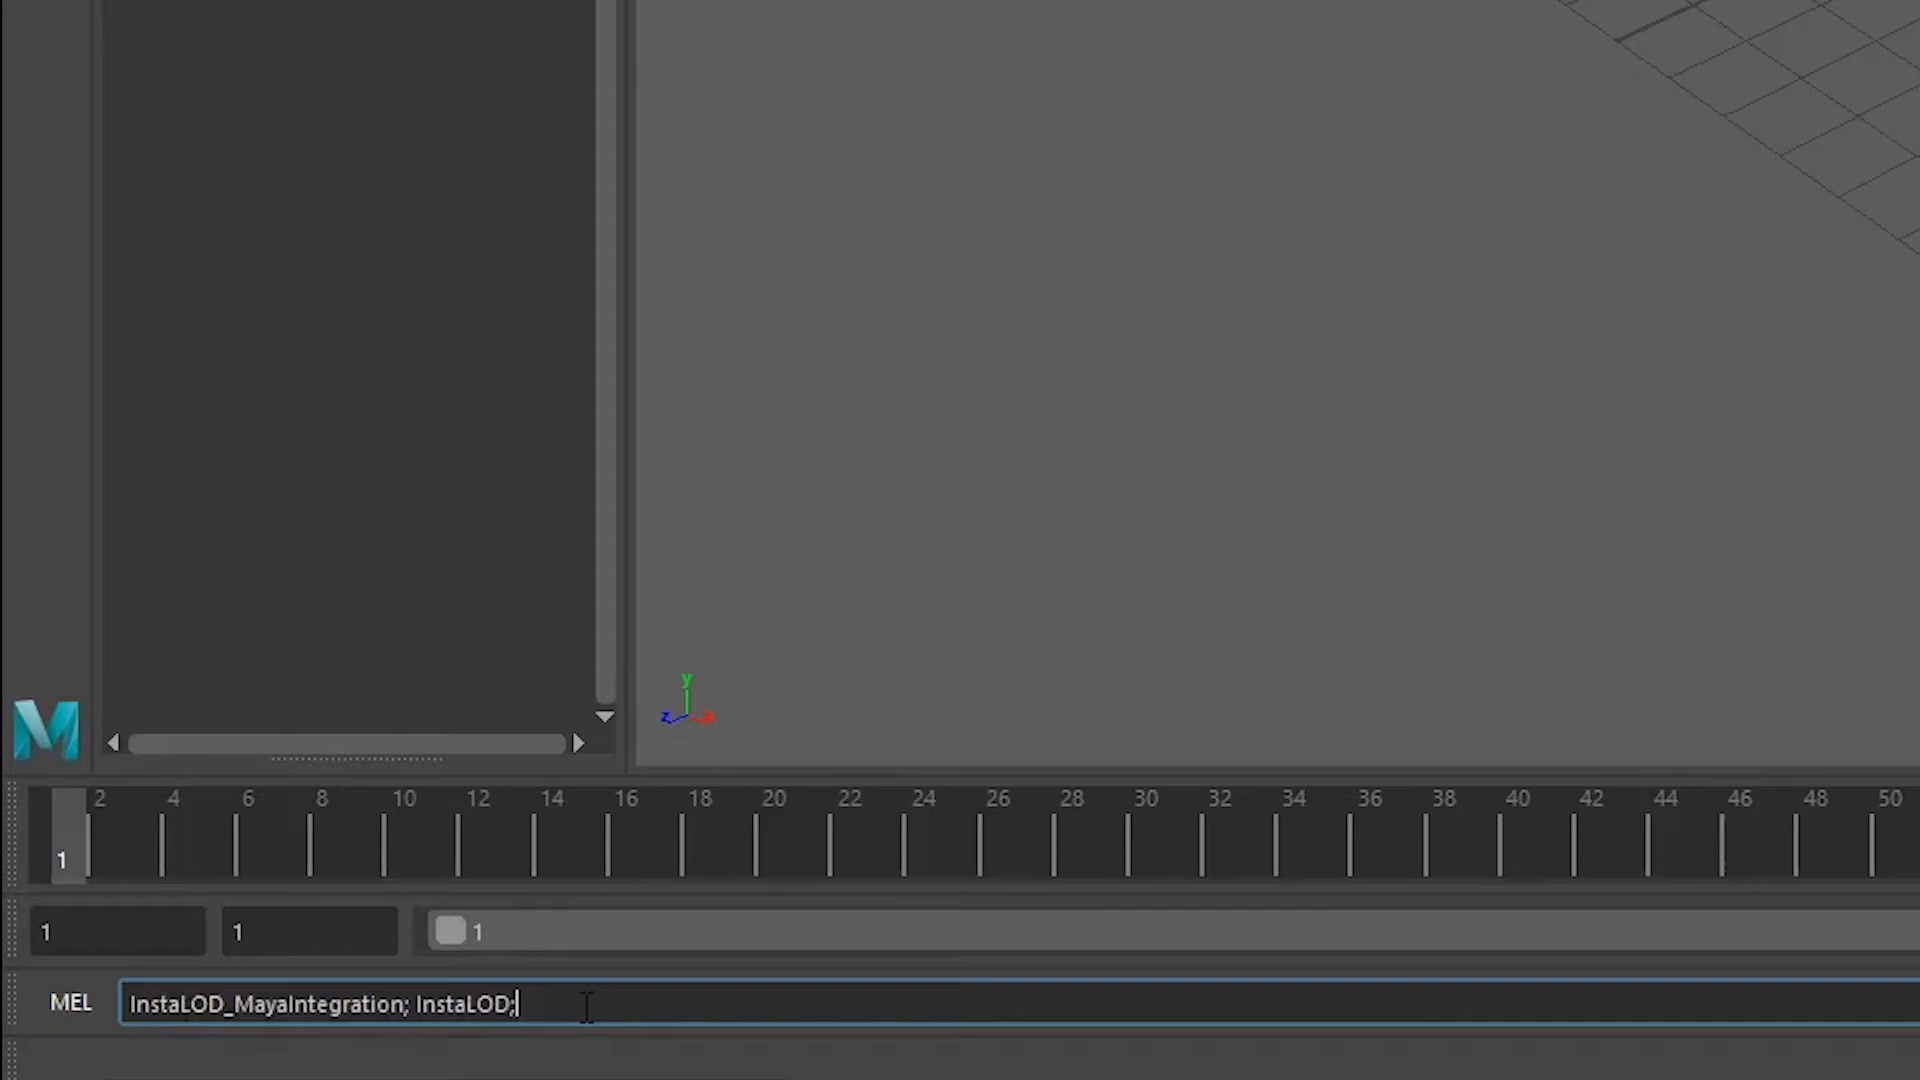 y
z x
2 4 6 8 10 12 14 16 18 20 22 24 26 28 30 32 34 36 38 40 42 44 46 48 50
1
1 1 1
MEL InstaLOD_MayaIntegration; InstaLOD;